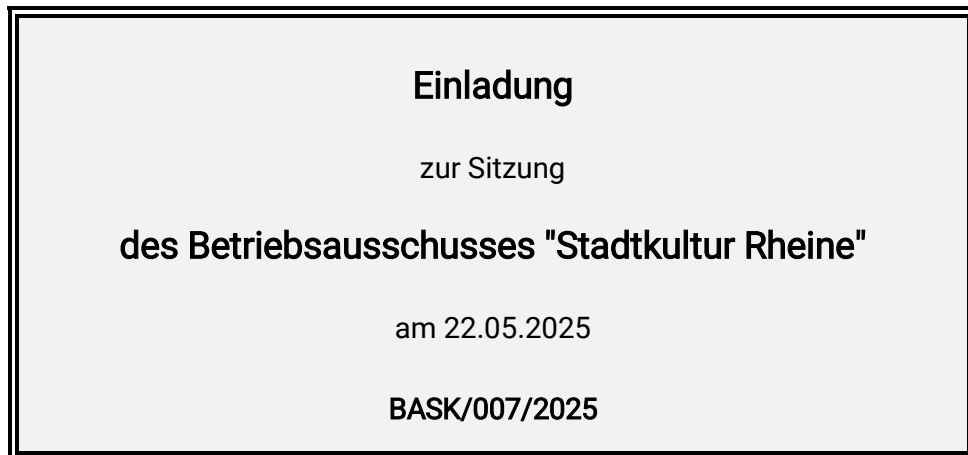 Einladung
zur Sitzung
des Betriebsausschusses "Stadtkultur Rheine"
am 22.05.2025
BASK/007/2025